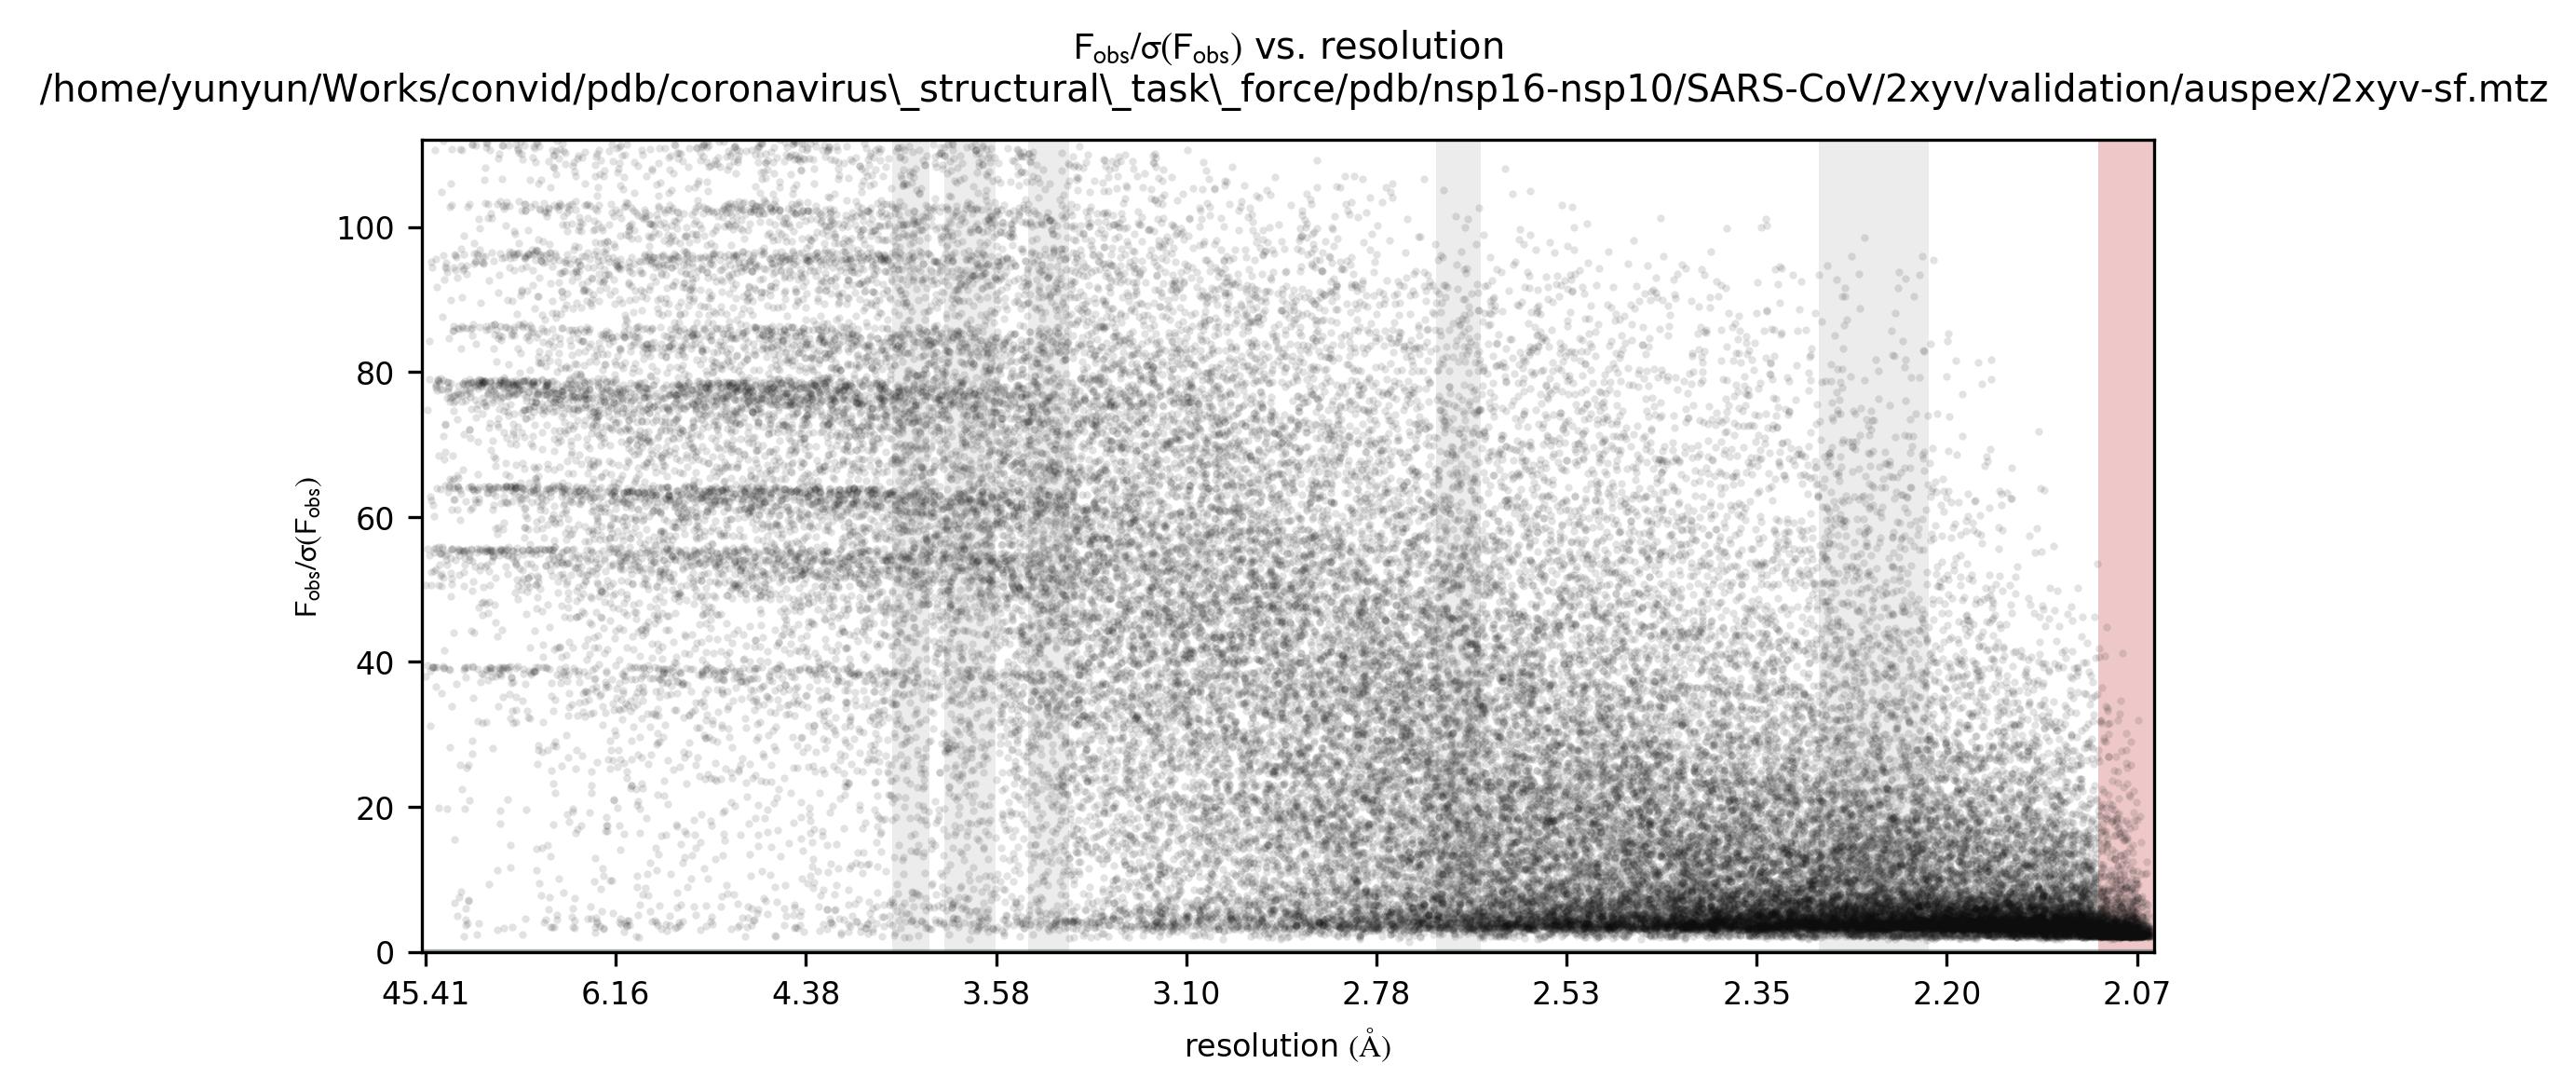 Fobs/σ(Fobs) vs. resolution
/home/yunyun/Works/convid/pdb/coronavirus\_structural\_task\_force/pdb/nsp16-nsp10/SARS-CoV/2xyv/validation/auspex/2xyv-sf.mtz
Fobs/σ(Fobs)
100
80
60
40
20
0
45.41 6.16 4.38 3.58 3.10 2.78 2.53 2.35 2.20 2.07
resolution (Å)